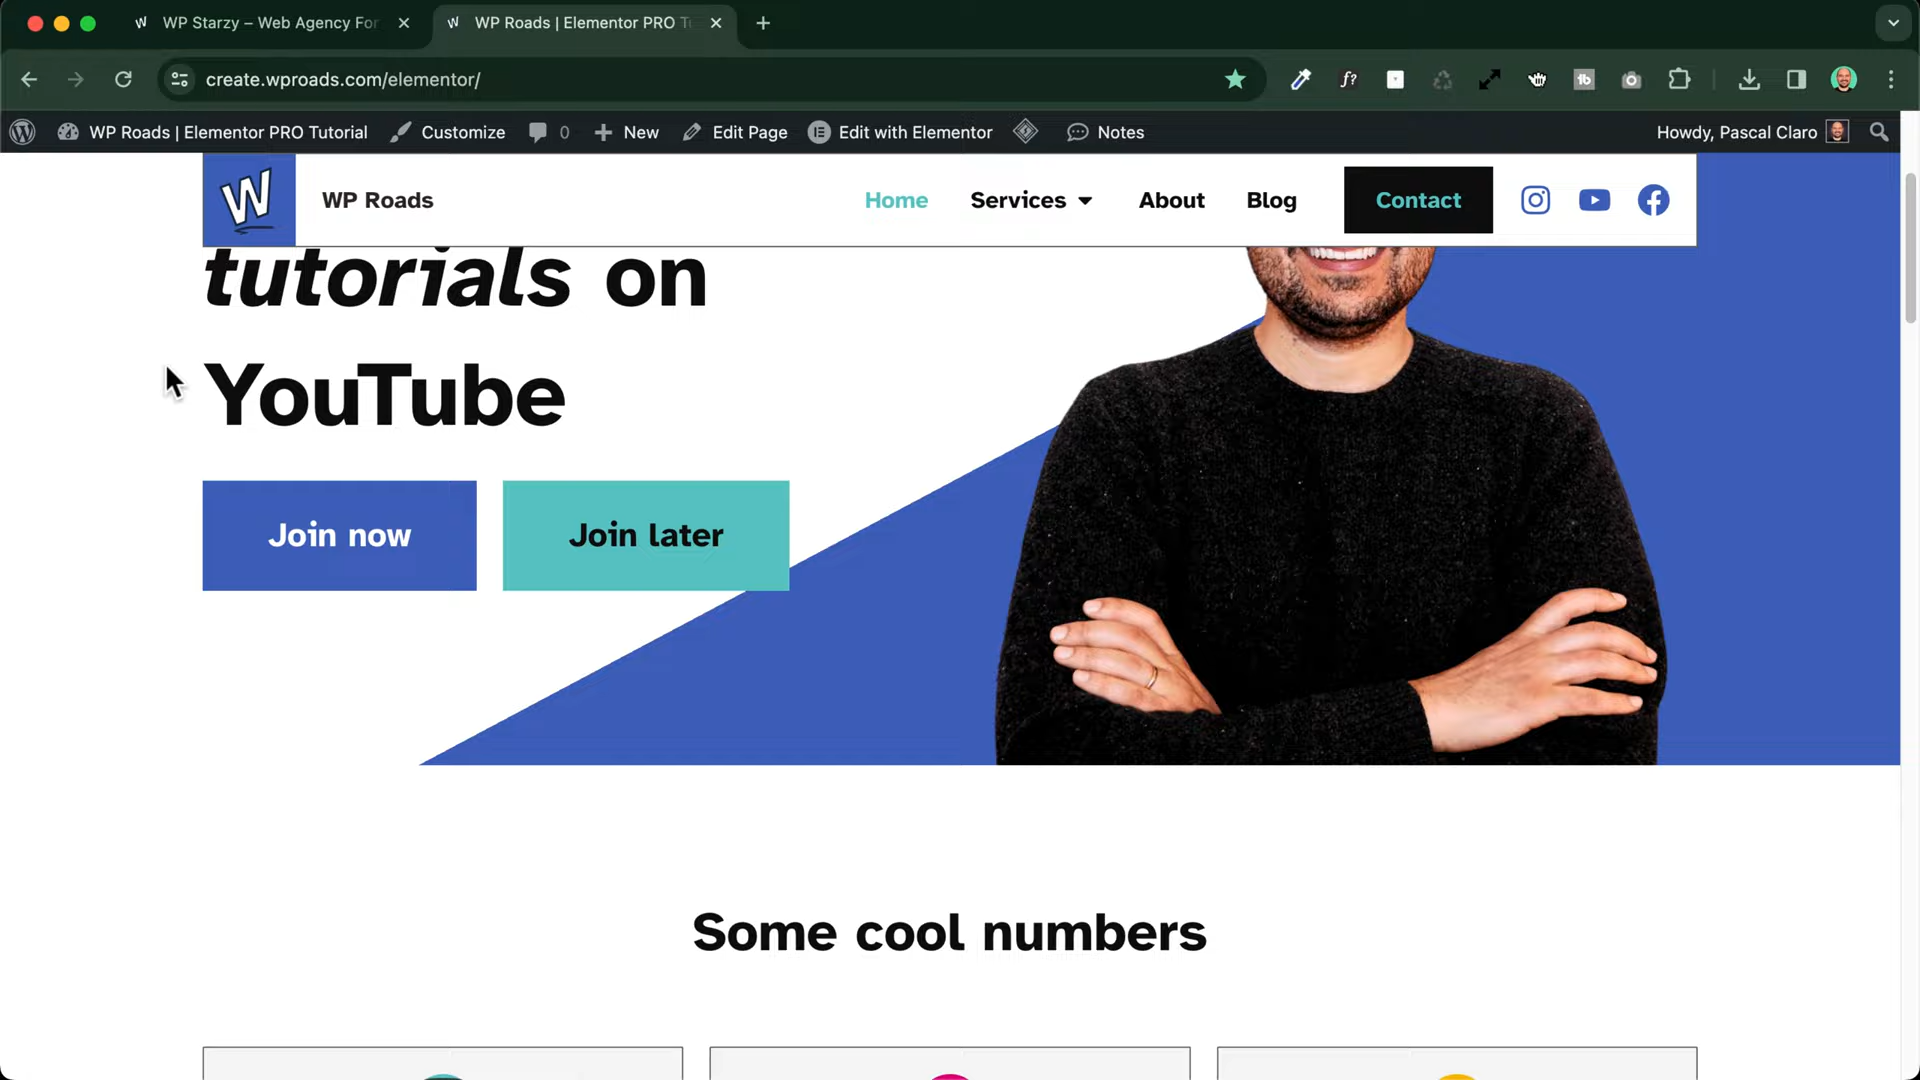 WP Starzy – Web Agency For
WP Roads | Elementor PRO Tu
create.wproads.com/elementor/
f?
WP Roads | Elementor PRO Tutorial
Customize
0
New
Edit Page
Edit with Elementor
Notes
Howdy, Pascal Claro
W
WP Roads
Home
Services
About
Blog
Contact
tutorials on
YouTube
Join now
Join later
Some cool numbers